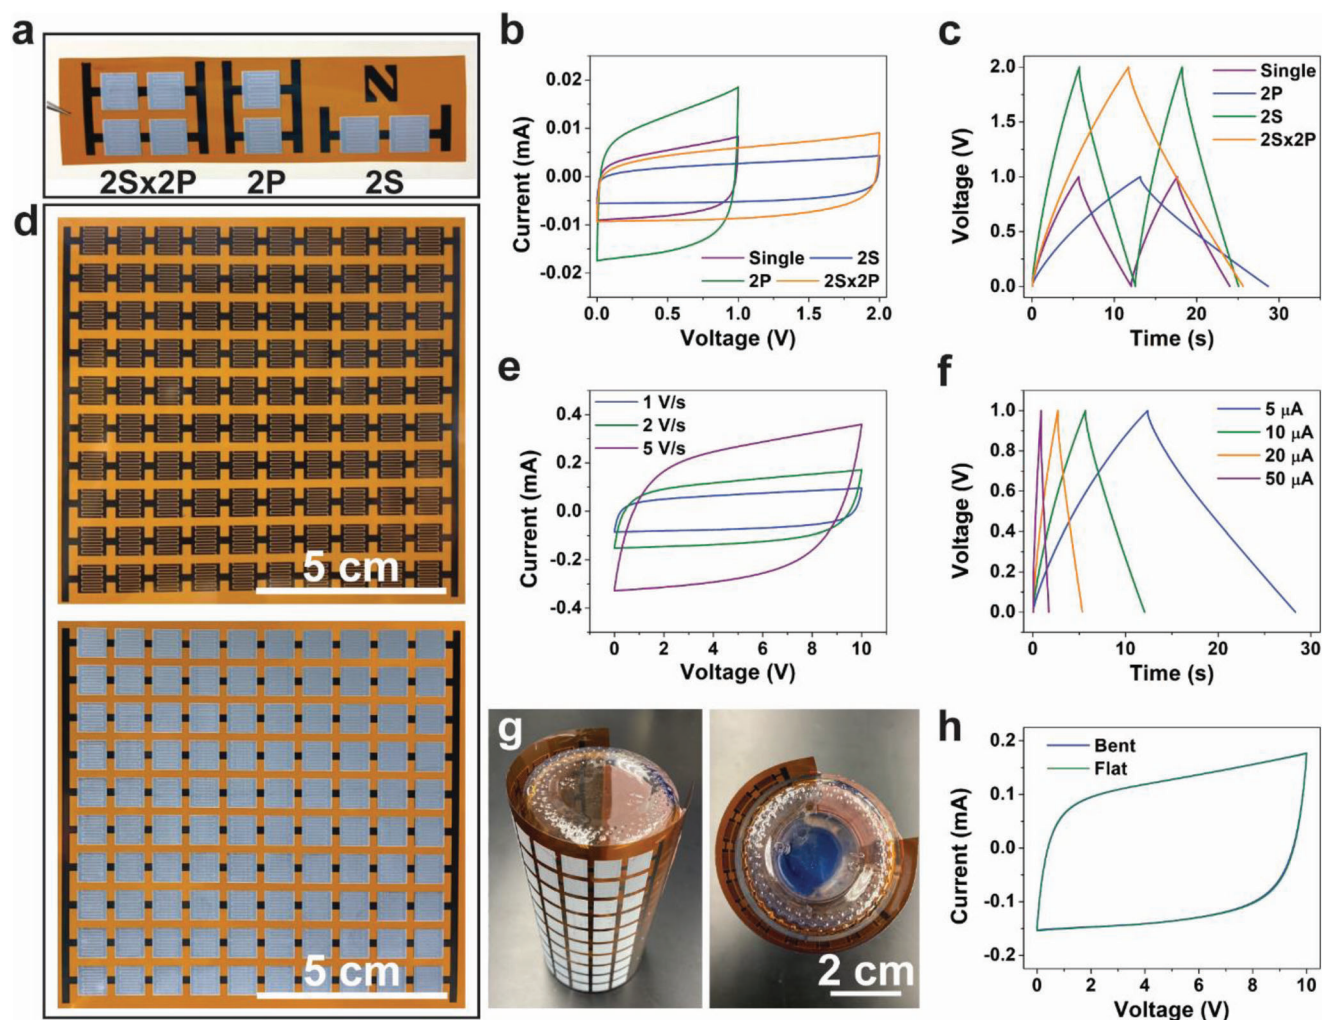 a
2Sx2P 2P 2S
b
Current (mA)
0.02
0.01
0.00
-0.01
-0.02
Single 2S
2P 2Sx2P
0.0 0.5 1.0 1.5 2.0
Voltage (V)
c
Voltage (V)
2.0
1.5
1.0
0.5
0.0
Single
2P
2S
2Sx2P
0 10 20 30
Time (s)
d
5 cm
5 cm
e
Current (mA)
0.4
0.2
0.0
-0.2
-0.4
1 V/s
2 V/s
5 V/s
0 2 4 6 8 10
Voltage (V)
f
Voltage (V)
1.0
0.8
0.6
0.4
0.2
0.0
5 μA
10 μA
20 μA
50 μA
0 10 20 30
Time (s)
g
2 cm
h
Current (mA)
0.2
0.1
0.0
-0.1
-0.2
Bent
Flat
0 2 4 6 8 10
Voltage (V)